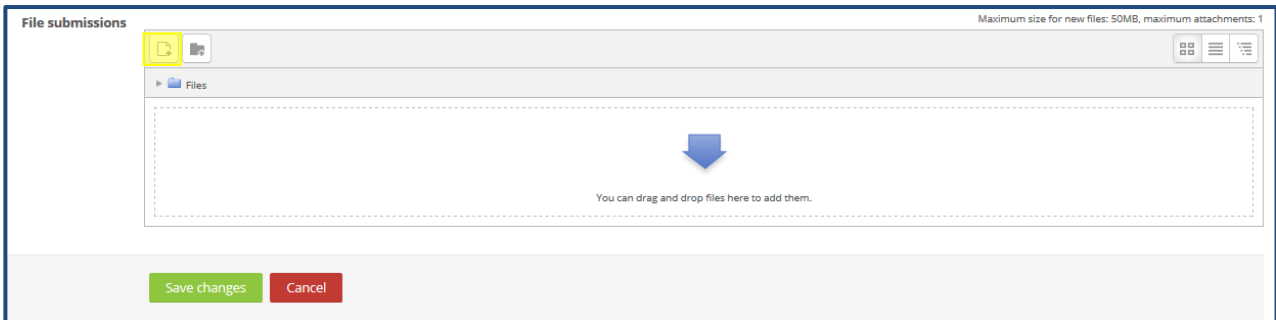 File submissions
Maximum size for new files: 50MB, maximum attachments: 1
Files
You can drag and drop files here to add them.
Save changes
Cancel